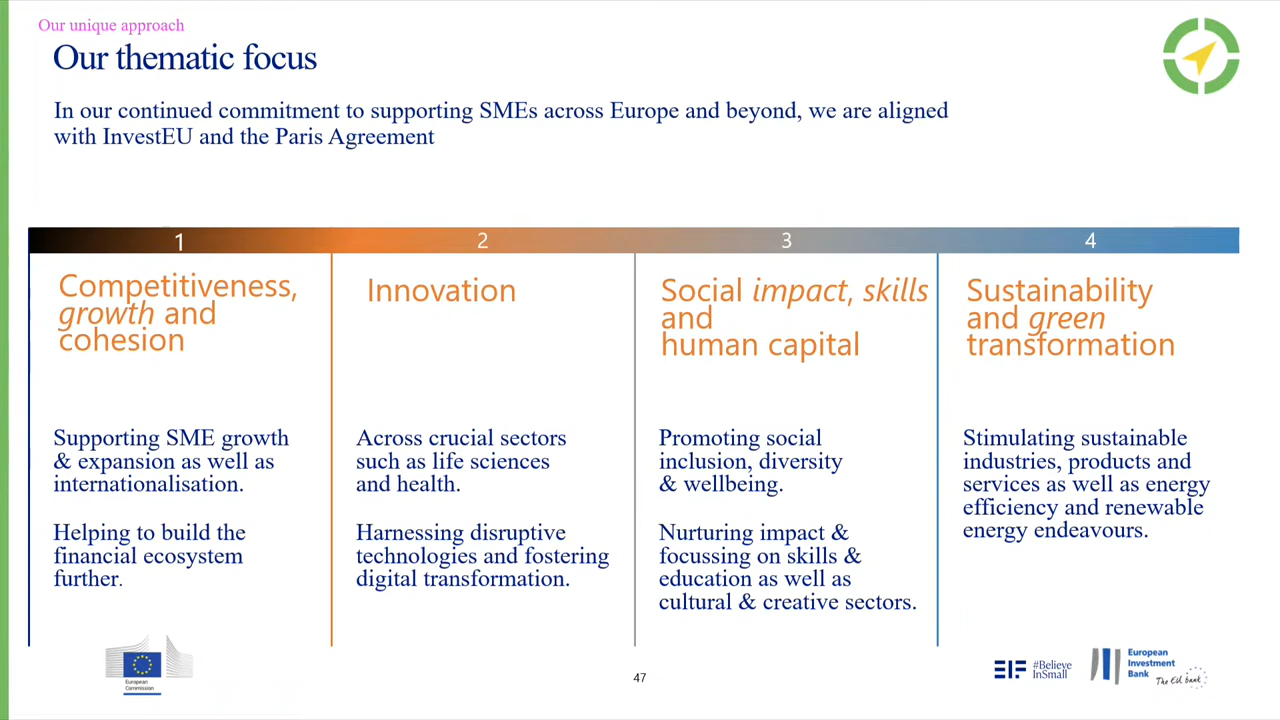 Our unique approach
Our thematic focus
In our continued commitment to supporting SMEs across Europe and beyond, we are aligned
with InvestEU and the Paris Agreement
1
2
3
4
Competitiveness,
growth and
cohesion
Supporting SME growth
& expansion as well as
internationalisation.
Helping to build the
financial ecosystem
further.
Innovation
Across crucial sectors
such as life sciences
and health.
Harnessing disruptive
technologies and fostering
digital transformation.
Social impact, skills
and
human capital
Promoting social
inclusion, diversity
& wellbeing.
Nurturing impact &
focussing on skills &
education as well as
cultural & creative sectors.
Sustainability
and green
transformation
Stimulating sustainable
industries, products and
services as well as energy
efficiency and renewable
energy endeavours.
European
Commission
47
EIF #Believe
InSmall
European
Investment
Bank
The EU bank